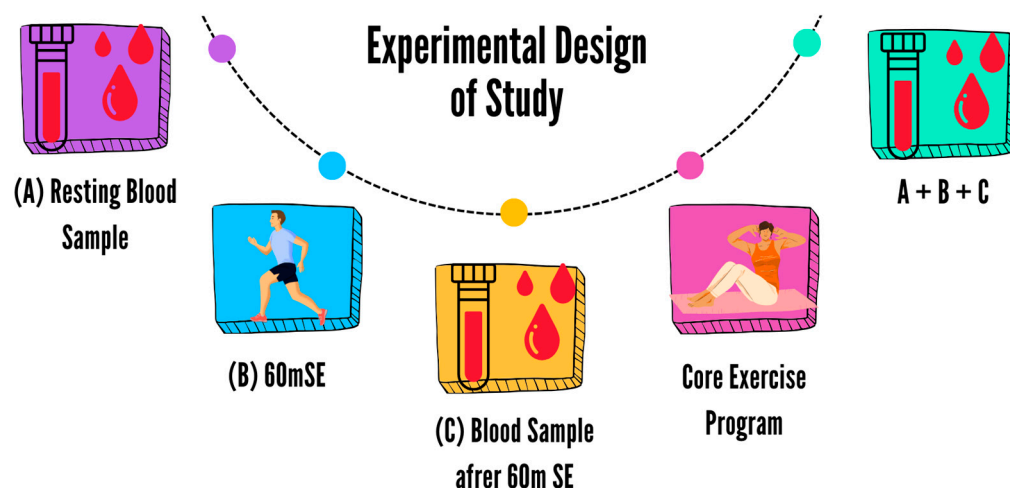 Experimental Design
of Study
(A) Resting Blood
Sample
(B) 60mSE
(C) Blood Sample
afrer 60m SE
Core Exercise
Program
A + B + C